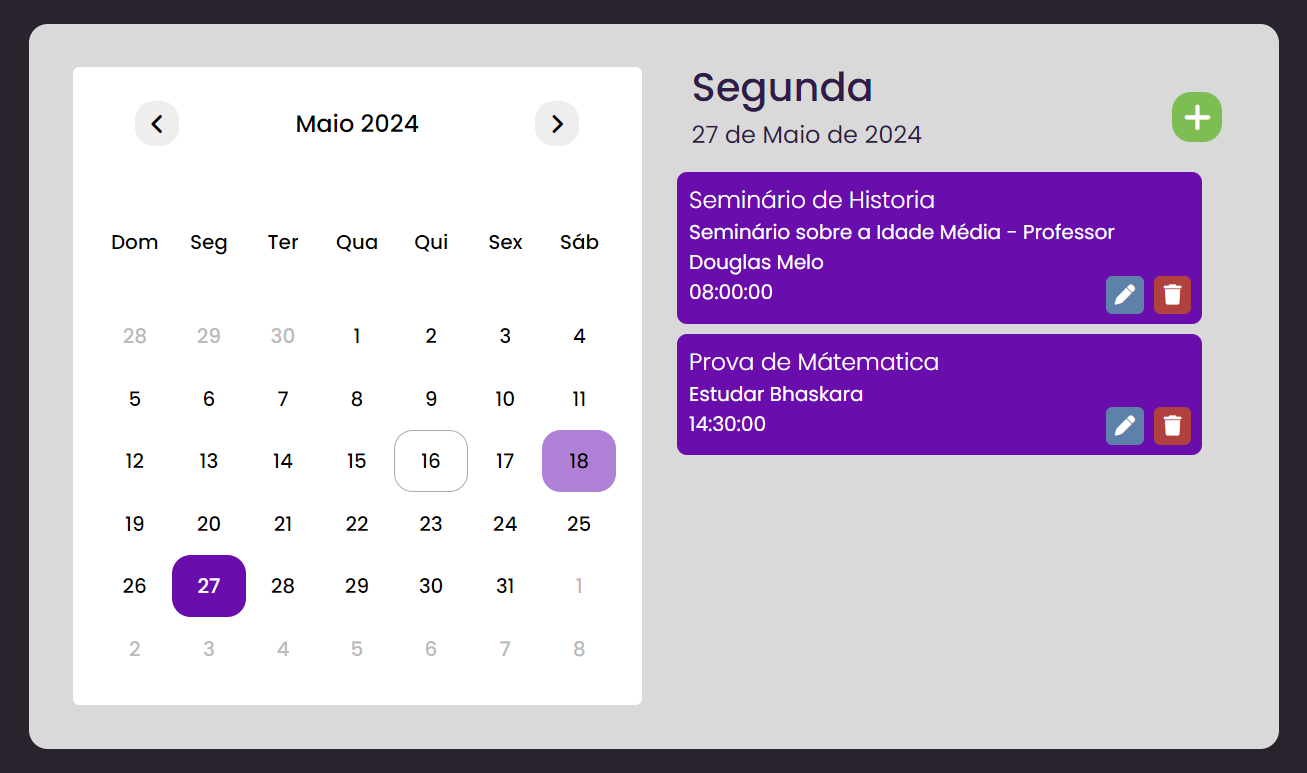 Maio 2024
Dom Seg Ter Qua Qui Sex Sáb
28 29 30 1 2 3 4
5 6 7 8 9 10 11
12 13 14 15 16 17 18
19 20 21 22 23 24 25
26 27 28 29 30 31 1
2 3 4 5 6 7 8
Segunda
27 de Maio de 2024
Seminário de Historia
Seminário sobre a Idade Média - Professor
Douglas Melo
08:00:00
Prova de Mátematica
Estudar Bhaskara
14:30:00